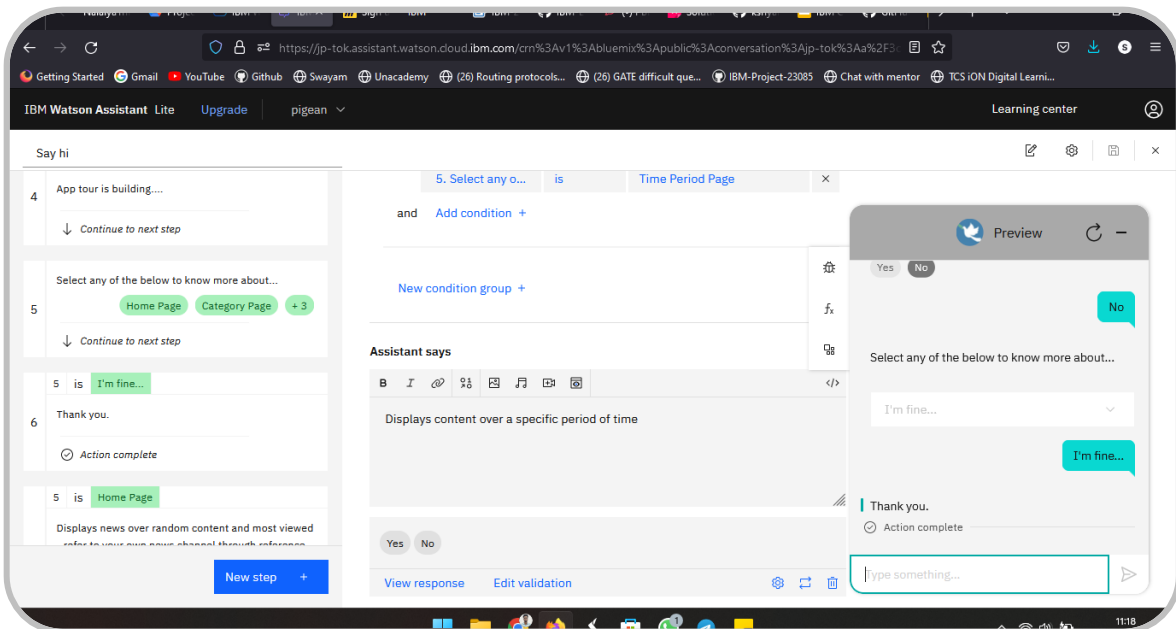 https://jp-tok.assistant.watson.cloud.ibm.com/crn%3Av1%3Abluemix%3Apublic%3Aconversation%3Ajp-tok%3Aa%2F3
S
Getting Started Gmail YouTube Github Swayam Unacademy (26) Routing protocols... (26) GATE difficult que... IBM-Project-23085 Chat with mentor TCS iON Digital Learni...
IBM Watson Assistant Lite Upgrade pigean Learning center
Say hi
4
App tour is building....
Continue to next step
5
Select any of the below to know more about...
Home Page Category Page + 3
Continue to next step
5 is I'm fine...
6
Thank you.
Action complete
5 is Home Page
Displays news over random content and most viewed
New step +
5. Select any o... is Time Period Page ×
and Add condition +
New condition group +
Assistant says
B I </>
Displays content over a specific period of time
Yes No
View response Edit validation
fx
Preview
Yes No
No
Select any of the below to know more about...
I'm fine...
I'm fine...
Thank you.
Action complete
Type something...
1
11:18